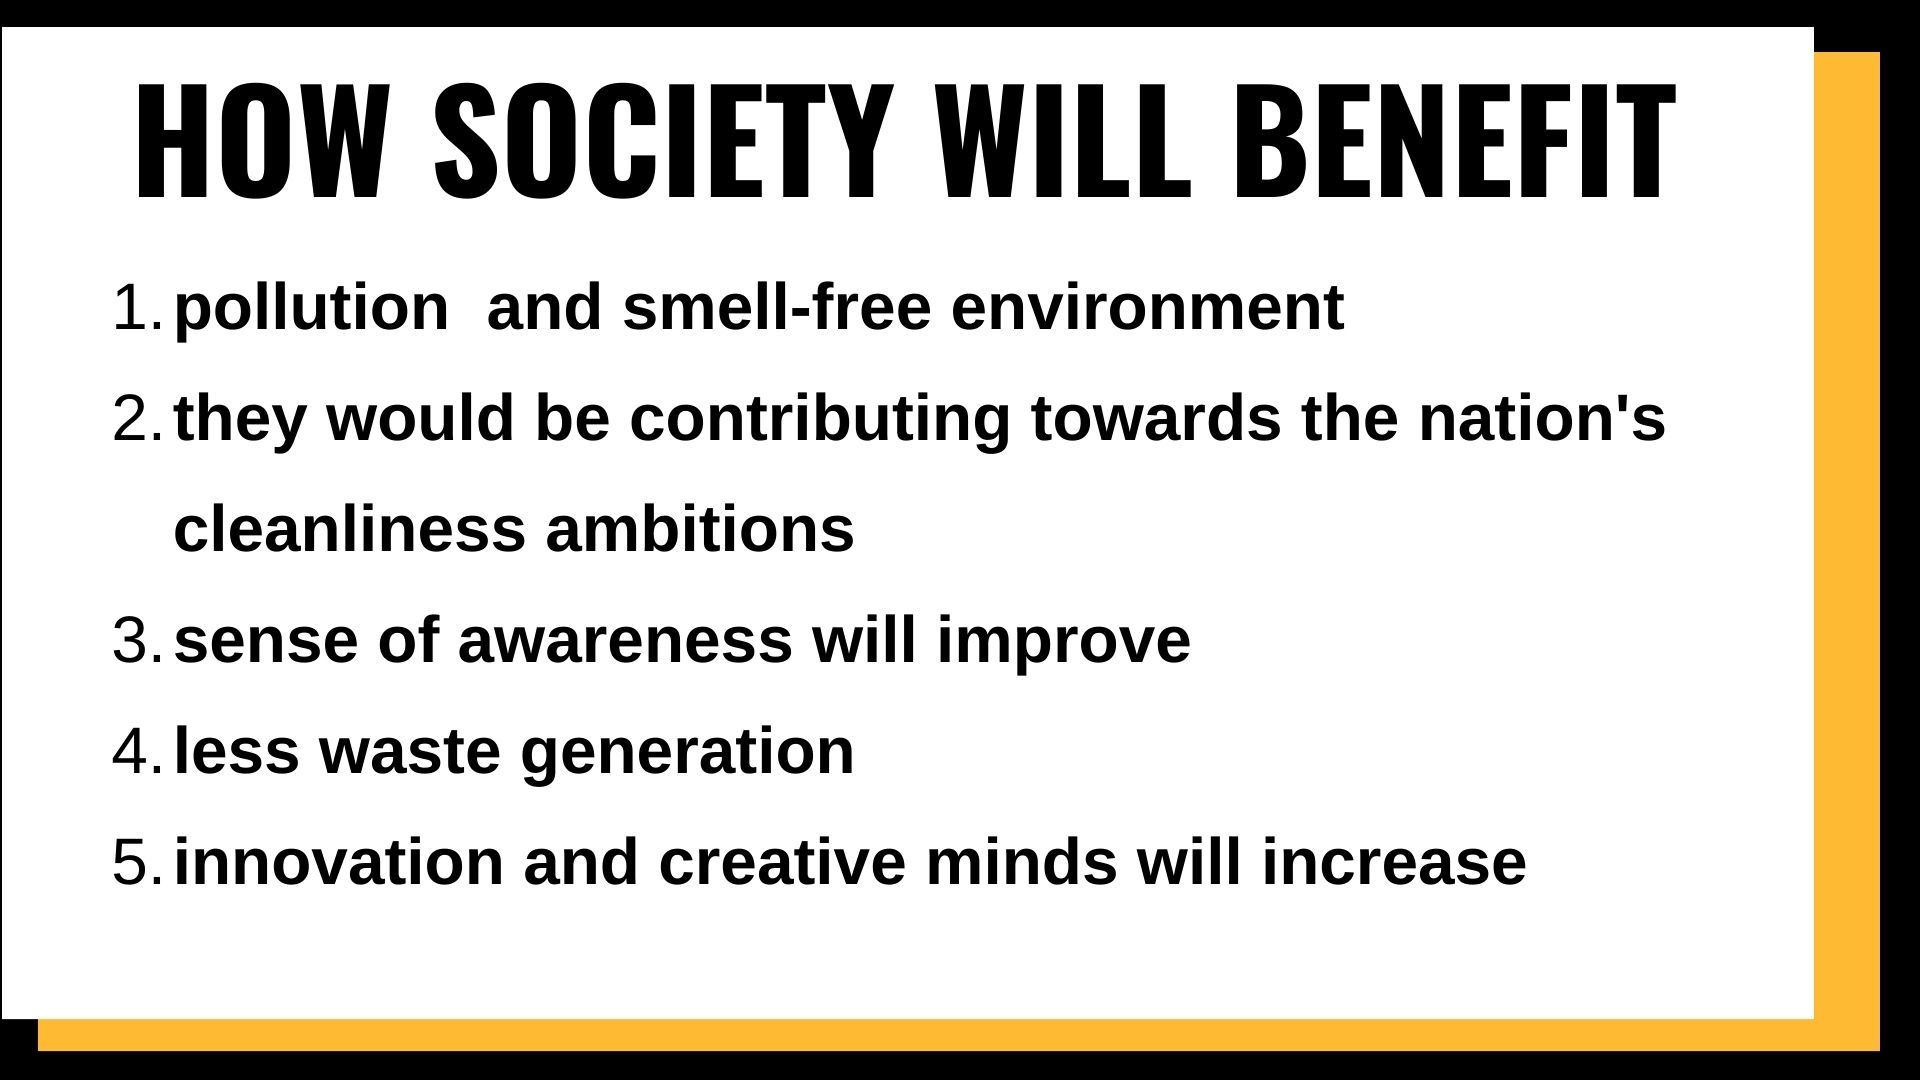 HOW SOCIETY WILL BENEFIT
1. pollution  and smell-free environment
2. they would be contributing towards the nation's
cleanliness ambitions
3. sense of awareness will improve
4. less waste generation
5. innovation and creative minds will increase